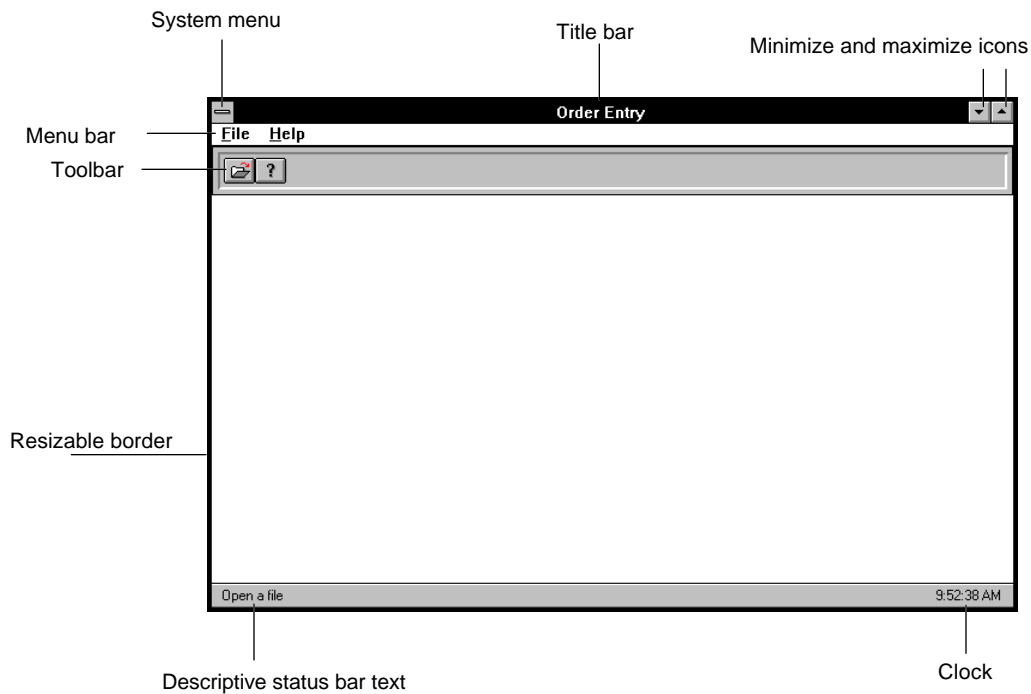 System menu
Title bar
Minimize and maximize icons
Order Entry
Menu bar
File Help
Toolbar
?
Resizable border
Open a file
9:52:38 AM
Descriptive status bar text
Clock